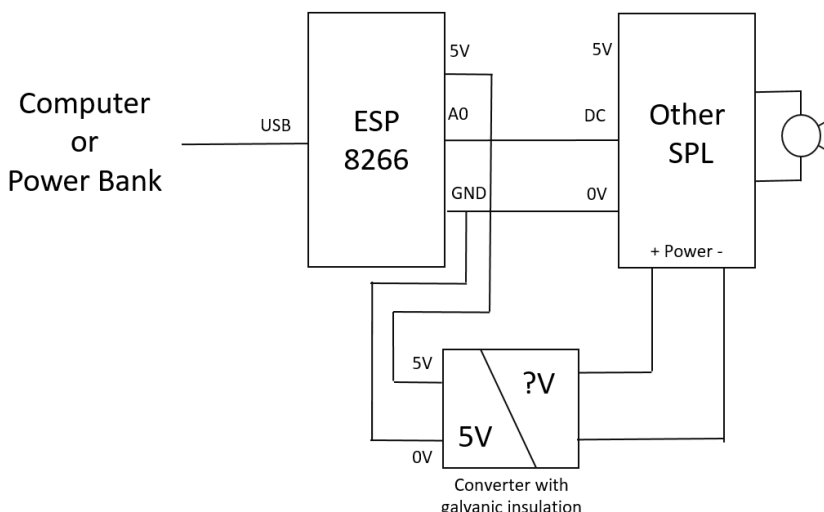 Computer
or
Power Bank
USB
ESP
8266
5V
A0
GND
5V
DC
0V
Other
SPL
+ Power -
5V
0V
5V
?V
Converter with
galvanic insulation